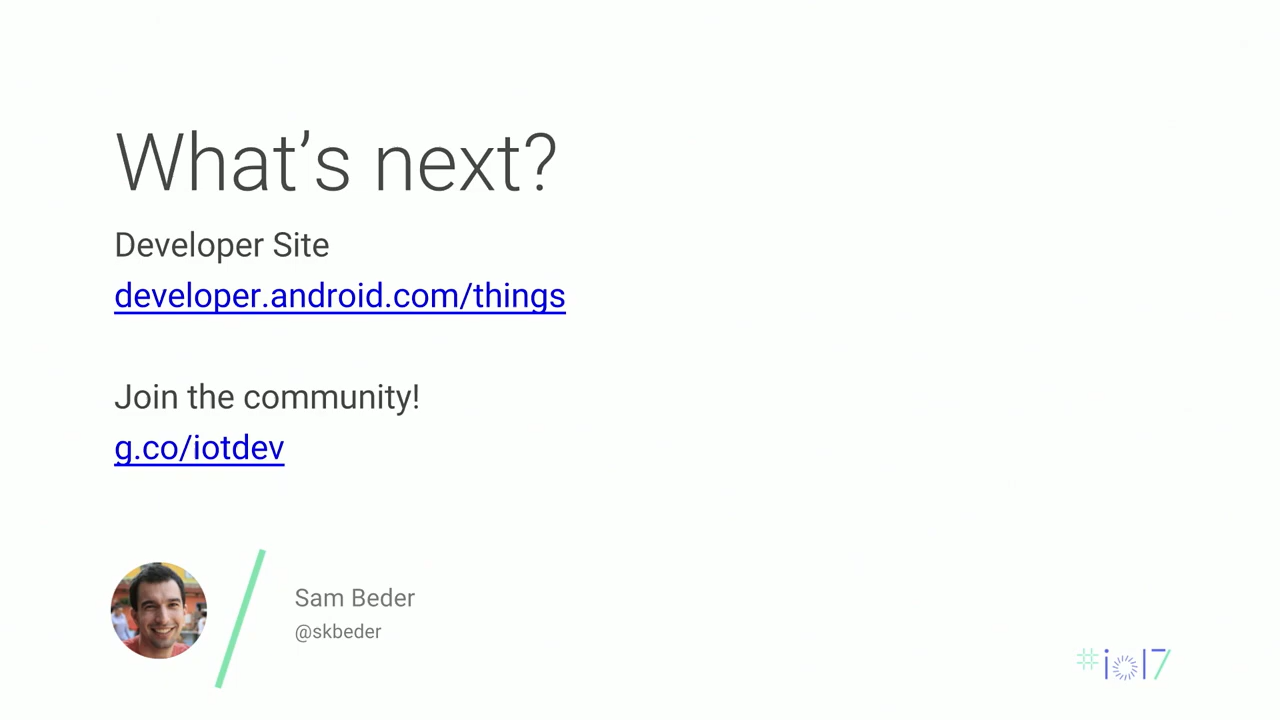 What's next?
Developer Site
developer.android.com/things
Join the community!
g.co/iotdev
Sam Beder
@skbeder
#io17